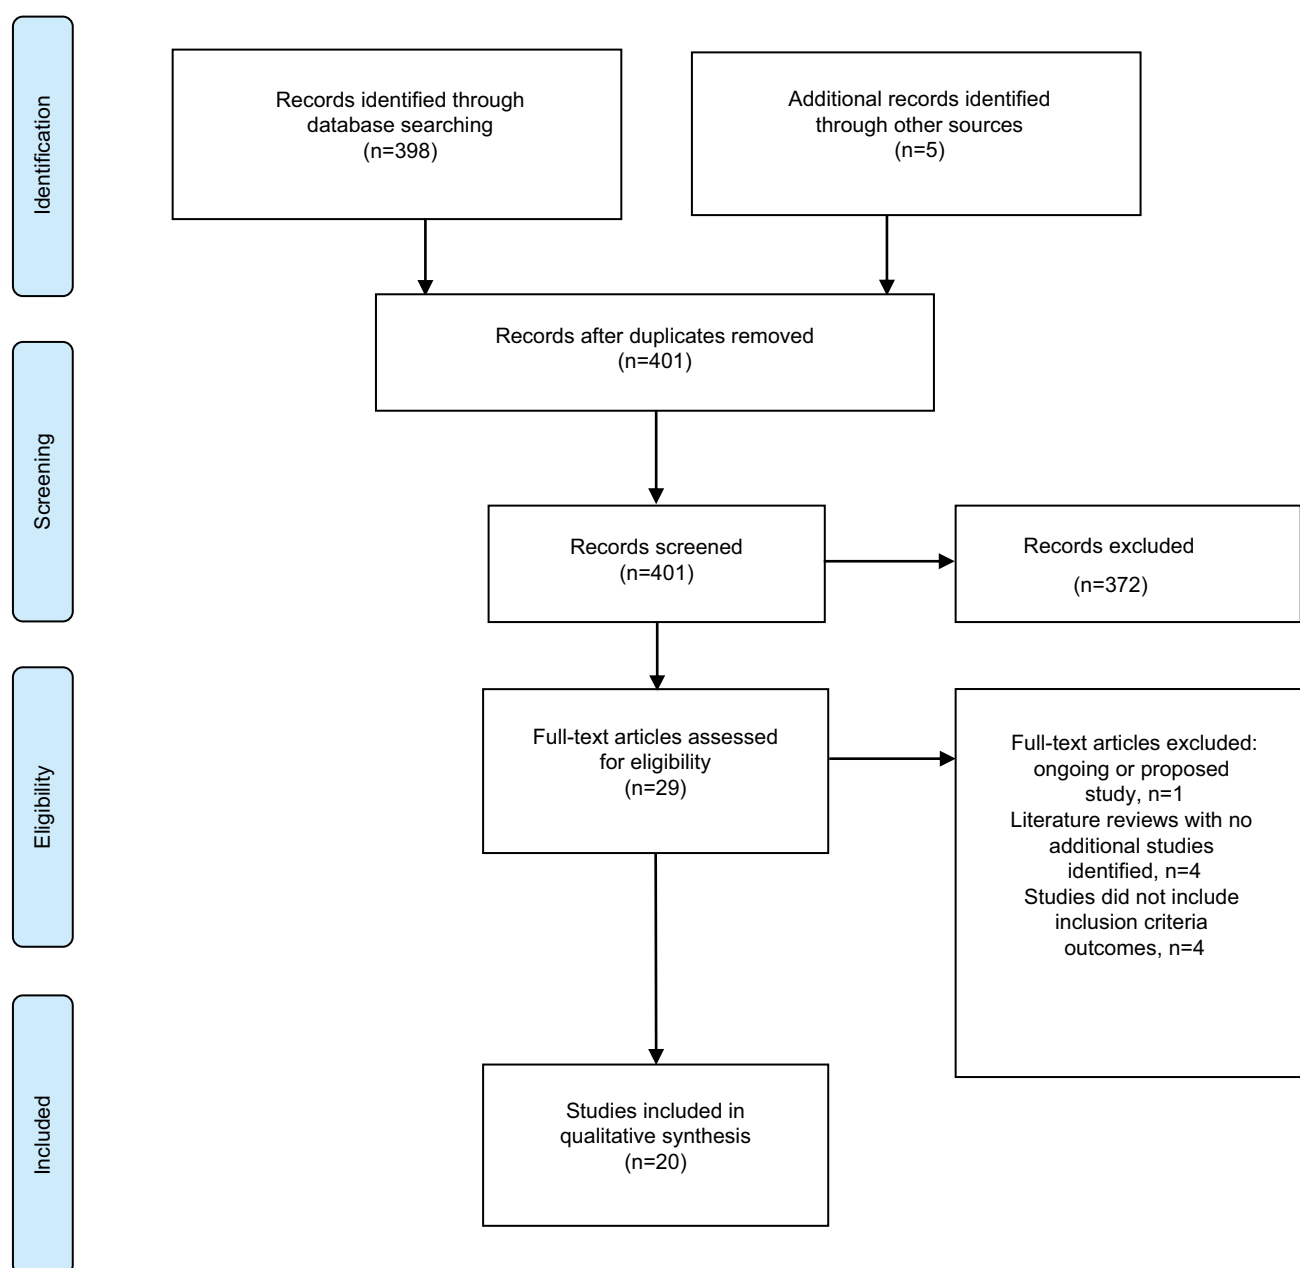 Identification
Records identified through
database searching
(n=398)
Additional records identified
through other sources
(n=5)
Records after duplicates removed
(n=401)
Screening
Records screened
(n=401)
Records excluded
(n=372)
Eligibility
Full-text articles assessed
for eligibility
(n=29)
Full-text articles excluded:
ongoing or proposed
study, n=1
Literature reviews with no
additional studies
identified, n=4
Studies did not include
inclusion criteria
outcomes, n=4
Included
Studies included in
qualitative synthesis
(n=20)